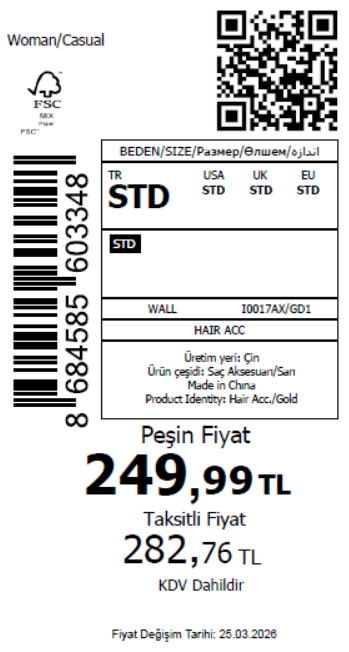 Woman/Casual
FSC
MIX
Paper
FSC™
BEDEN/SIZE/Размер/Өлшем/اندازه
TR USA UK EU
STD STD STD STD
STD
WALL I0017AX/GD1
HAIR ACC
Üretim yeri: Çin
Ürün çeşidi: Saç Aksesuarı/Sarı
Made in China
Product Identity: Hair Acc./Gold
8 684585 603348
Peşin Fiyat
249,99 TL
Taksitli Fiyat
282,76 TL
KDV Dahildir
Fiyat Değişim Tarihi: 25.03.2026